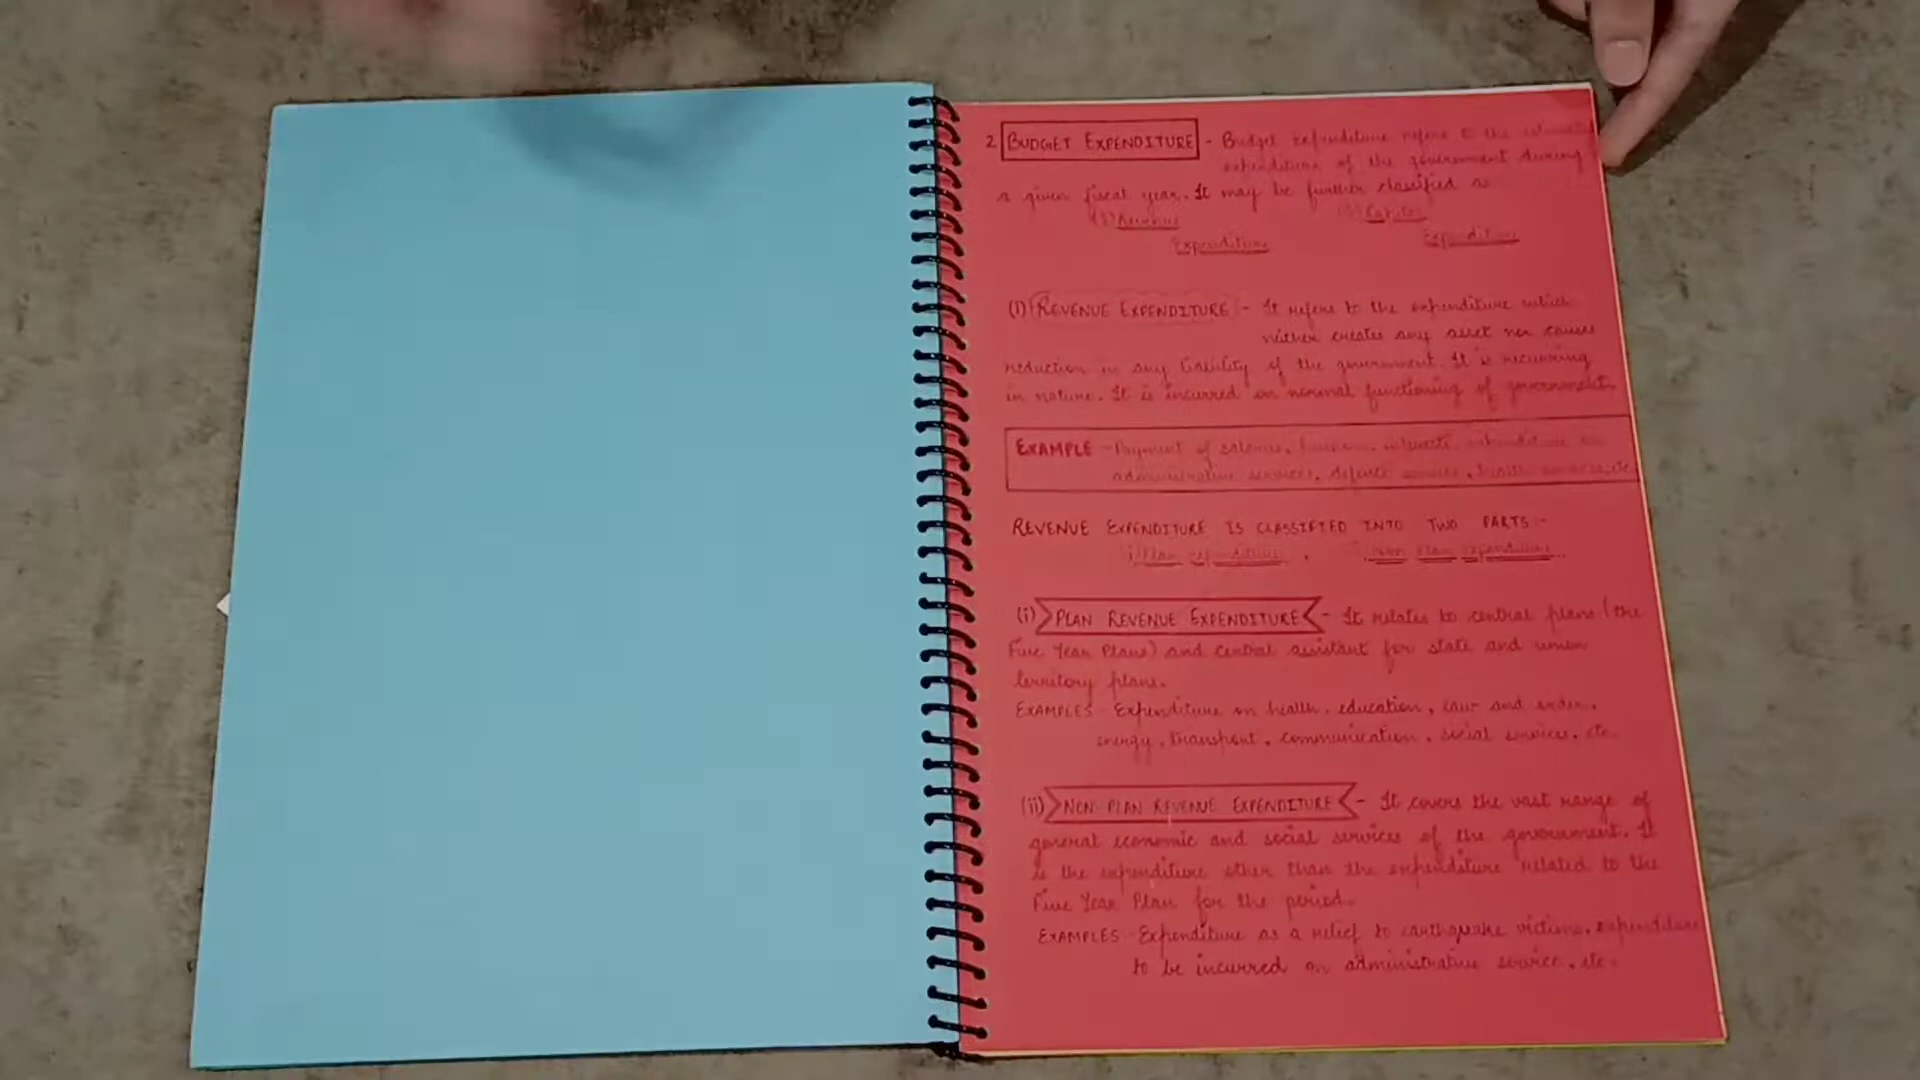 2. BUDGET EXPENDITURE - Budget expenditure refers to the estimated
expenditure of the government during
a given fiscal year. It may be further classified as
(i) Revenue (ii) Capital
Expenditure Expenditure
(1) REVENUE EXPENDITURE - It refers to the expenditure which
neither creates any asset nor causes
reduction in any liability of the government. It is recurring
in nature. It is incurred on normal functioning of government.
EXAMPLE - Payment of salaries, interests, expenditure on
administrative services, defence services, health services, etc.
REVENUE EXPENDITURE IS CLASSIFIED INTO TWO PARTS :-
i) Plan expenditure , Non Plan expenditure.
(i) PLAN REVENUE EXPENDITURE - It relates to central plans (the
Five Year Plans) and central assistant for state and union
territory plans.
EXAMPLES - Expenditure on health, education, law and order,
energy, transport, communication, social services, etc.
(ii) NON PLAN REVENUE EXPENDITURE - It covers the vast range of
general economic and social services of the government. It
is the expenditure other than the expenditure related to the
Five Year Plan for the period.
EXAMPLES - Expenditure as a relief to earthquake victims, expenditure
to be incurred on administrative service, etc.